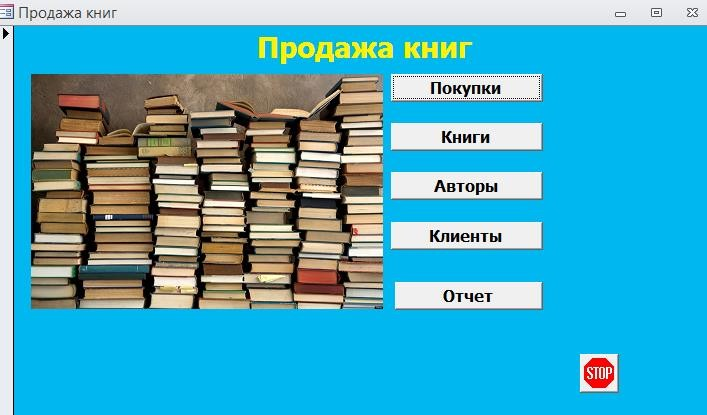 Продажа книг
Продажа книг
Покупки
Книги
Авторы
Клиенты
Отчет
STOP